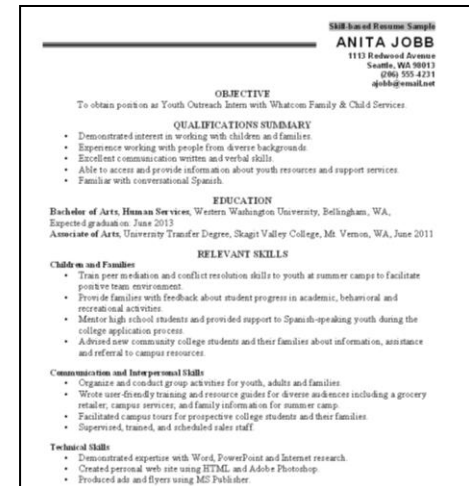 Skill-based Resume Sample
ANITA JOBB
1113 Redwood Avenue
Seattle, WA 98013
(206) 555-4231
ajobb@email.net
OBJECTIVE
To obtain position as Youth Outreach Intern with Whatcom Family & Child Services.
QUALIFICATIONS SUMMARY
• Demonstrated interest in working with children and families.
• Experience working with people from diverse backgrounds.
• Excellent communication written and verbal skills.
• Able to access and provide information about youth resources and support services.
• Familiar with conversational Spanish.
EDUCATION
Bachelor of Arts, Human Services, Western Washington University, Bellingham, WA,
Expected graduation: June 2013
Associate of Arts, University Transfer Degree, Skagit Valley College, Mt. Vernon, WA, June 2011
RELEVANT SKILLS
Children and Families
• Train peer mediation and conflict resolution skills to youth at summer camps to facilitate
positive team environment.
• Provide families with feedback about student progress in academic, behavioral and
recreational activities.
• Mentor high school students and provided support to Spanish-speaking youth during the
college application process.
• Advised new community college students and their families about information, assistance
and referral to campus resources.
Communication and Interpersonal Skills
• Organize and conduct group activities for youth, adults and families.
• Wrote user-friendly training and resource guides for diverse audiences including a grocery
retailer, campus services, and family information for summer camp.
• Facilitated campus tours for prospective college students and their families.
• Supervised, trained, and scheduled sales staff.
Technical Skills
• Demonstrated expertise with Word, PowerPoint and Internet research.
• Created personal web site using HTML and Adobe Photoshop.
• Produced ads and flyers using MS Publisher.